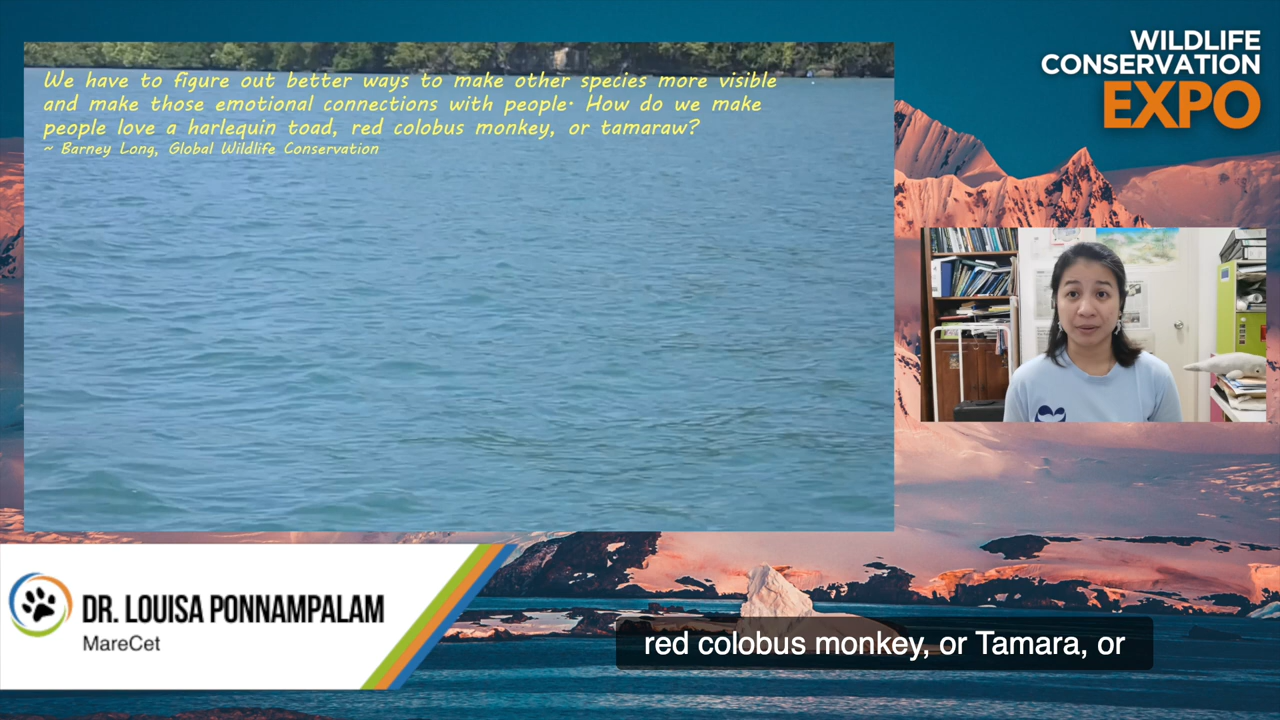 We have to figure out better ways to make other species more visible
and make those emotional connections with people. How do we make
people love a harlequin toad, red colobus monkey, or tamaraw?
~ Barney Long, Global Wildlife Conservation
WILDLIFE
CONSERVATION
EXPO
DR. LOUISA PONNAMPALAM
MareCet
red colobus monkey, or Tamara, or